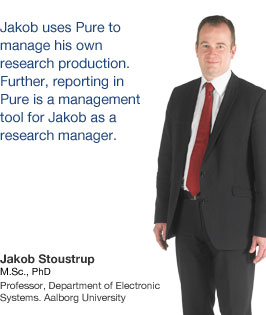 Jakob uses Pure to
manage his own
research production.
Further, reporting in
Pure is a management
tool for Jakob as a
research manager.
Jakob Stoustrup
M.Sc., PhD
Professor, Department of Electronic
Systems. Aalborg University